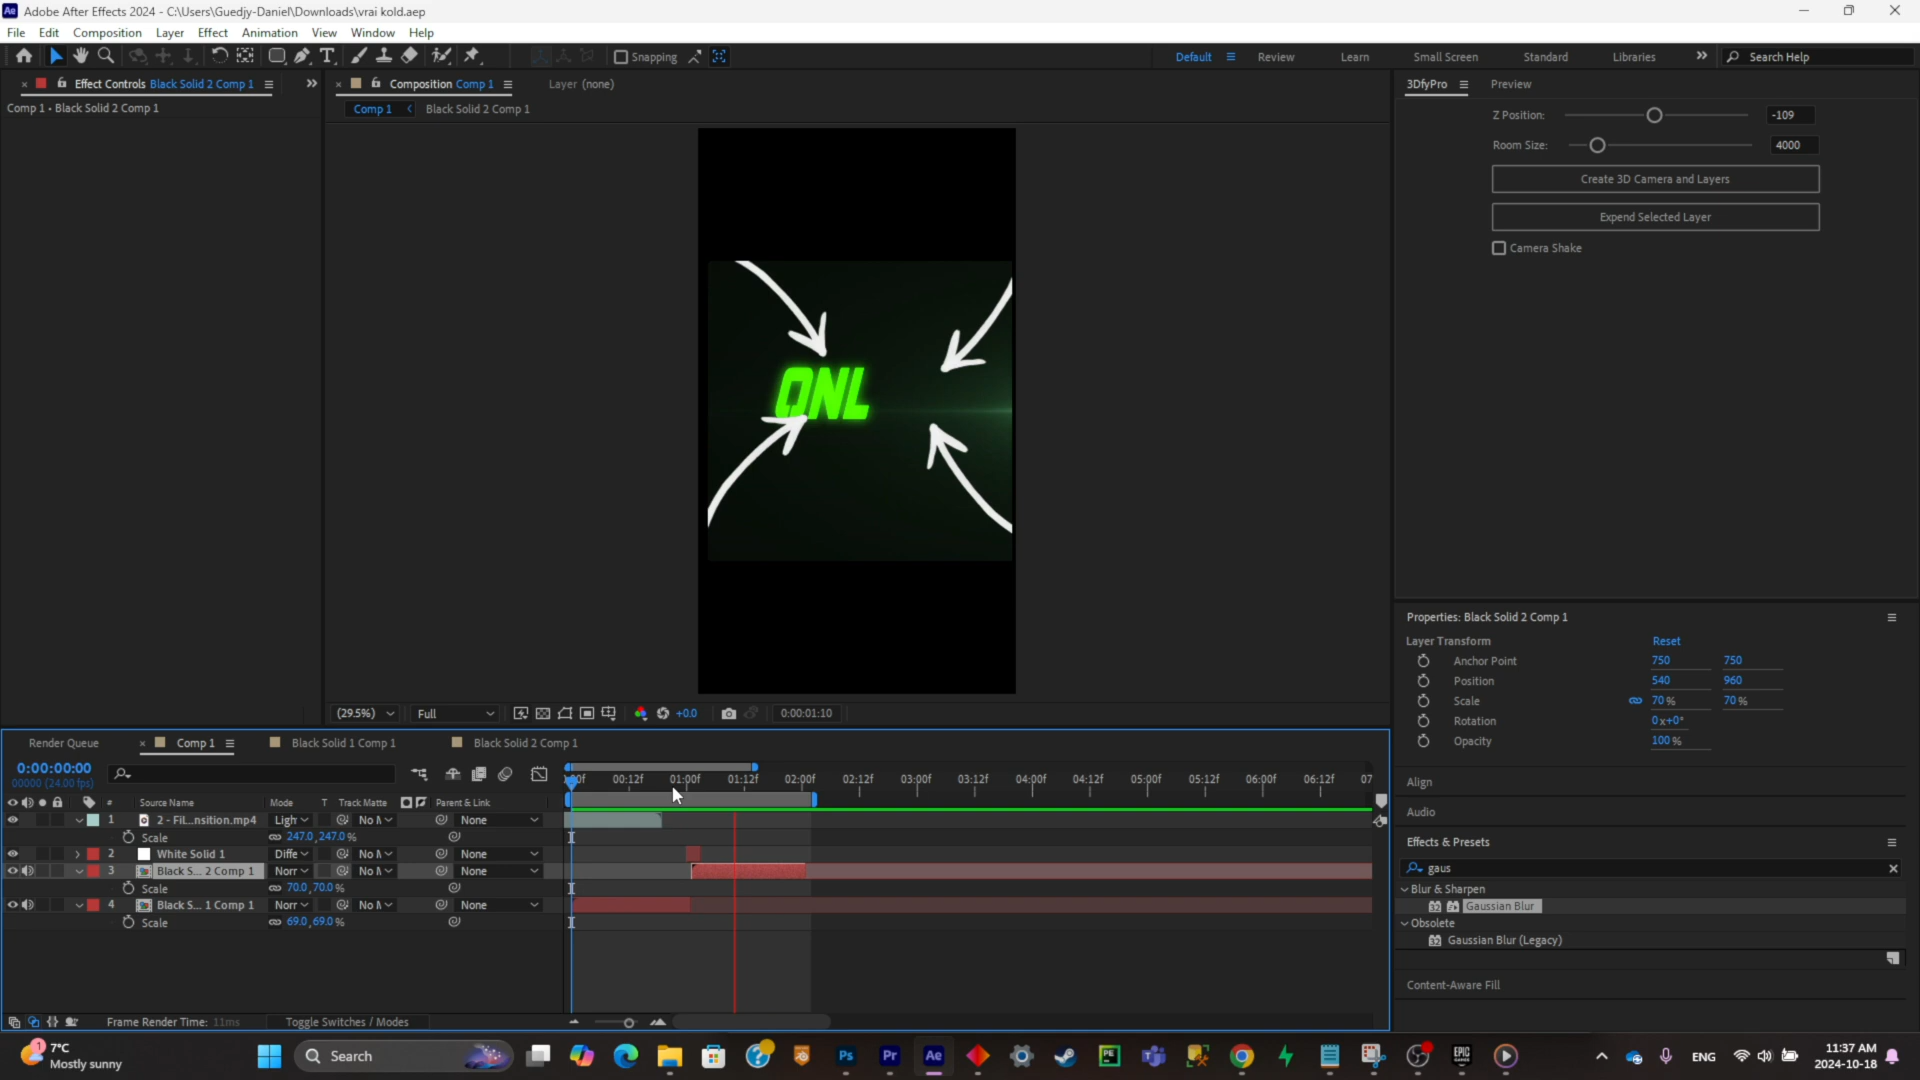 Adobe After Effects 2024 - C:\Users\Guedjy-Daniel\Downloads\vrai kold.aep
File Edit Composition Layer Effect Animation View Window Help
Snapping Default Review Learn Small Screen Standard Libraries Search Help
Effect Controls Black Solid 2 Comp 1
Comp 1 • Black Solid 2 Comp 1
Composition Comp 1 Layer (none)
Comp 1 Black Solid 2 Comp 1
ONL
(29.5%) Full +0.0 0:00:01:10
3DfyPro Preview
Z Position: -109
Room Size: 4000
Create 3D Camera and Layers
Expend Selected Layer
Camera Shake
Properties: Black Solid 2 Comp 1
Layer Transform Reset
Anchor Point 750 750
Position 540 960
Scale 70 % 70 %
Rotation 0x+0°
Opacity 100 %
Align
Audio
Effects & Presets
gaus
Blur & Sharpen
32 Gaussian Blur
Obsolete
32 Gaussian Blur (Legacy)
Content-Aware Fill
Render Queue Comp 1 Black Solid 1 Comp 1 Black Solid 2 Comp 1
0:00:00:00
00000 (24.00 fps)
00:12f 01:00f 01:12f 02:00f 02:12f 03:00f 03:12f 04:00f 04:12f 05:00f 05:12f 06:00f 06:12f 07
# Source Name Mode T Track Matte Parent & Link
1 2 - Fil...nsition.mp4 Ligh No M None
Scale 247.0, 247.0 %
2 White Solid 1 Diffe No M None
3 Black S... 2 Comp 1 Norr No M None
Scale 70.0, 70.0 %
4 Black S... 1 Comp 1 Norr No M None
Scale 69.0, 69.0 %
Frame Render Time: 11ms Toggle Switches / Modes
1 7°C
Mostly sunny
Search
Ps Pr Ae PE EPIC GAMES
ENG
11:37 AM
2024-10-18